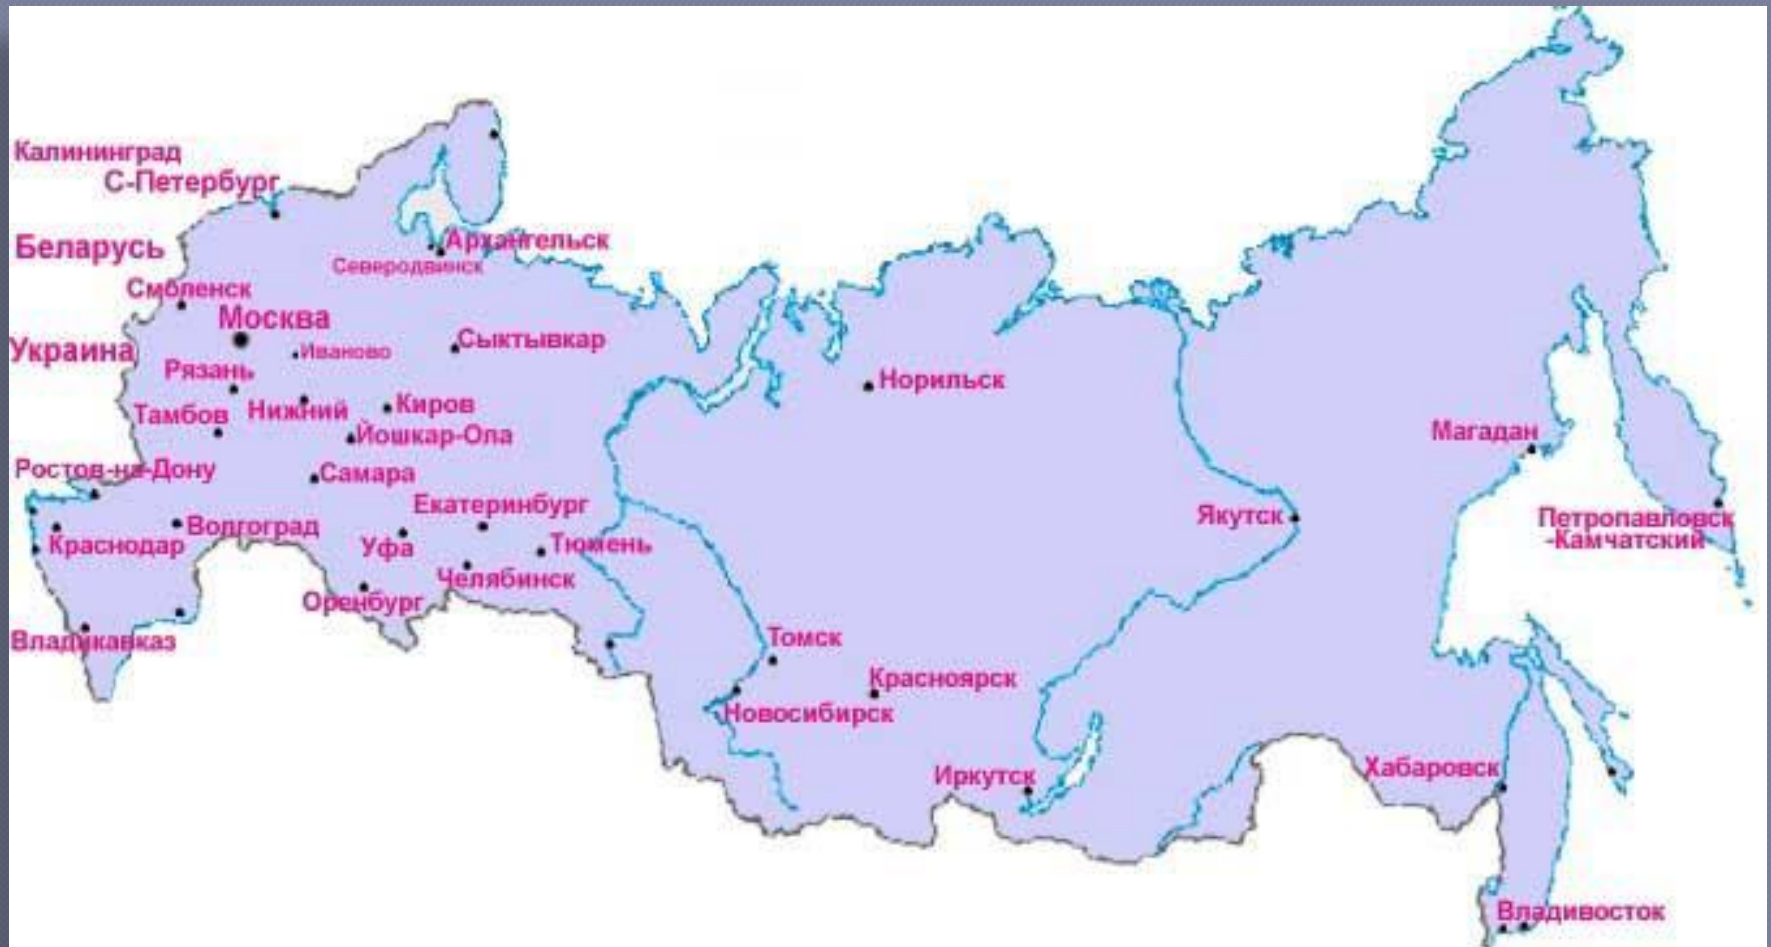 Калининград
С-Петербург
Беларусь
Архангельск
Северодвинск
Смоленск
Москва
Украина
Иваново
Сыктывкар
Рязань
Норильск
Тамбов
Нижний
Киров
Йошкар-Ола
Магадан
Ростов-на-Дону
Самара
Екатеринбург
Якутск
Петропавловск
-Камчатский
Волгоград
Краснодар
Уфа
Тюмень
Челябинск
Оренбург
Владикавказ
Томск
Красноярск
Новосибирск
Иркутск
Хабаровск
Владивосток